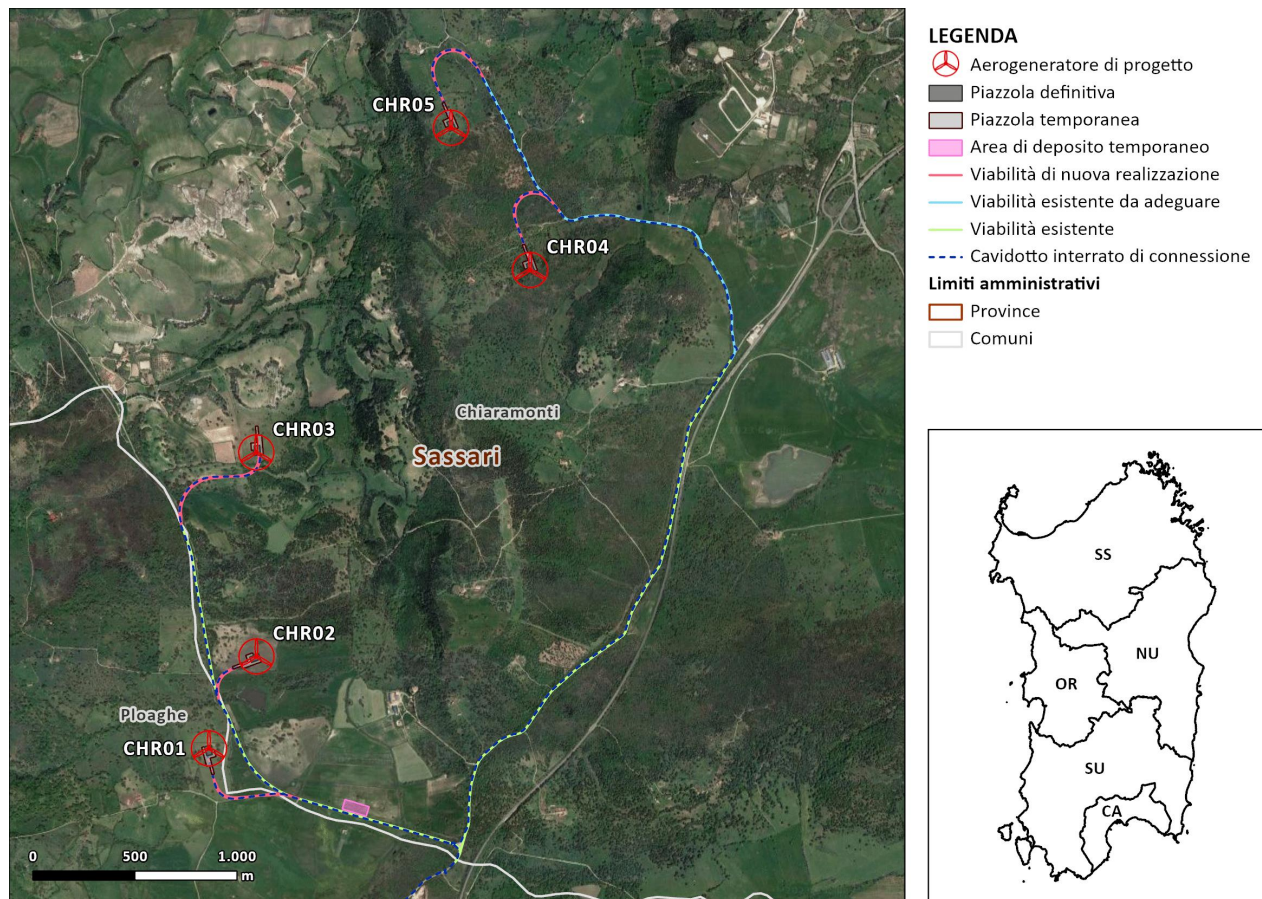 CHR05
CHR04
Chiaramonti
CHR03
Sassari
CHR02
Ploaghe
CHR01
0 500 1.000
m
LEGENDA
Aerogeneratore di progetto
Piazzola definitiva
Piazzola temporanea
Area di deposito temporaneo
Viabilità di nuova realizzazione
Viabilità esistente da adeguare
Viabilità esistente
Cavidotto interrato di connessione
Limiti amministrativi
Province
Comuni
SS
NU
OR
SU
CA